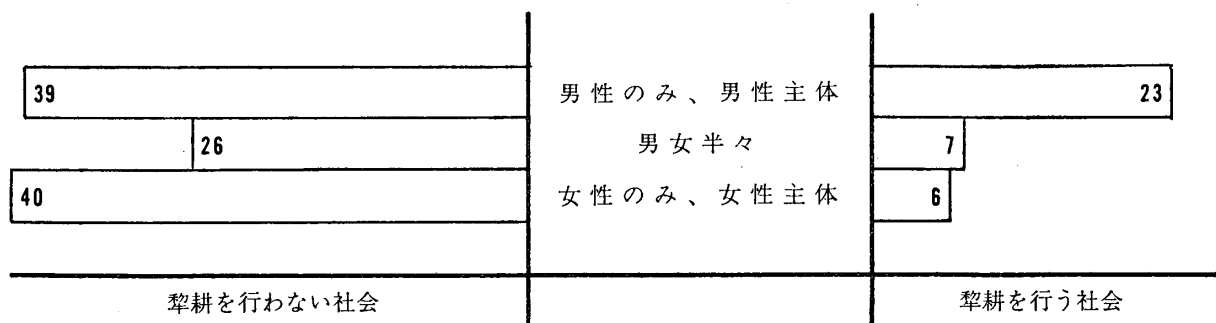 39 男性のみ、男性主体 23
26 男女半々 7
40 女性のみ、女性主体 6
犂耕を行わない社会 犂耕を行う社会